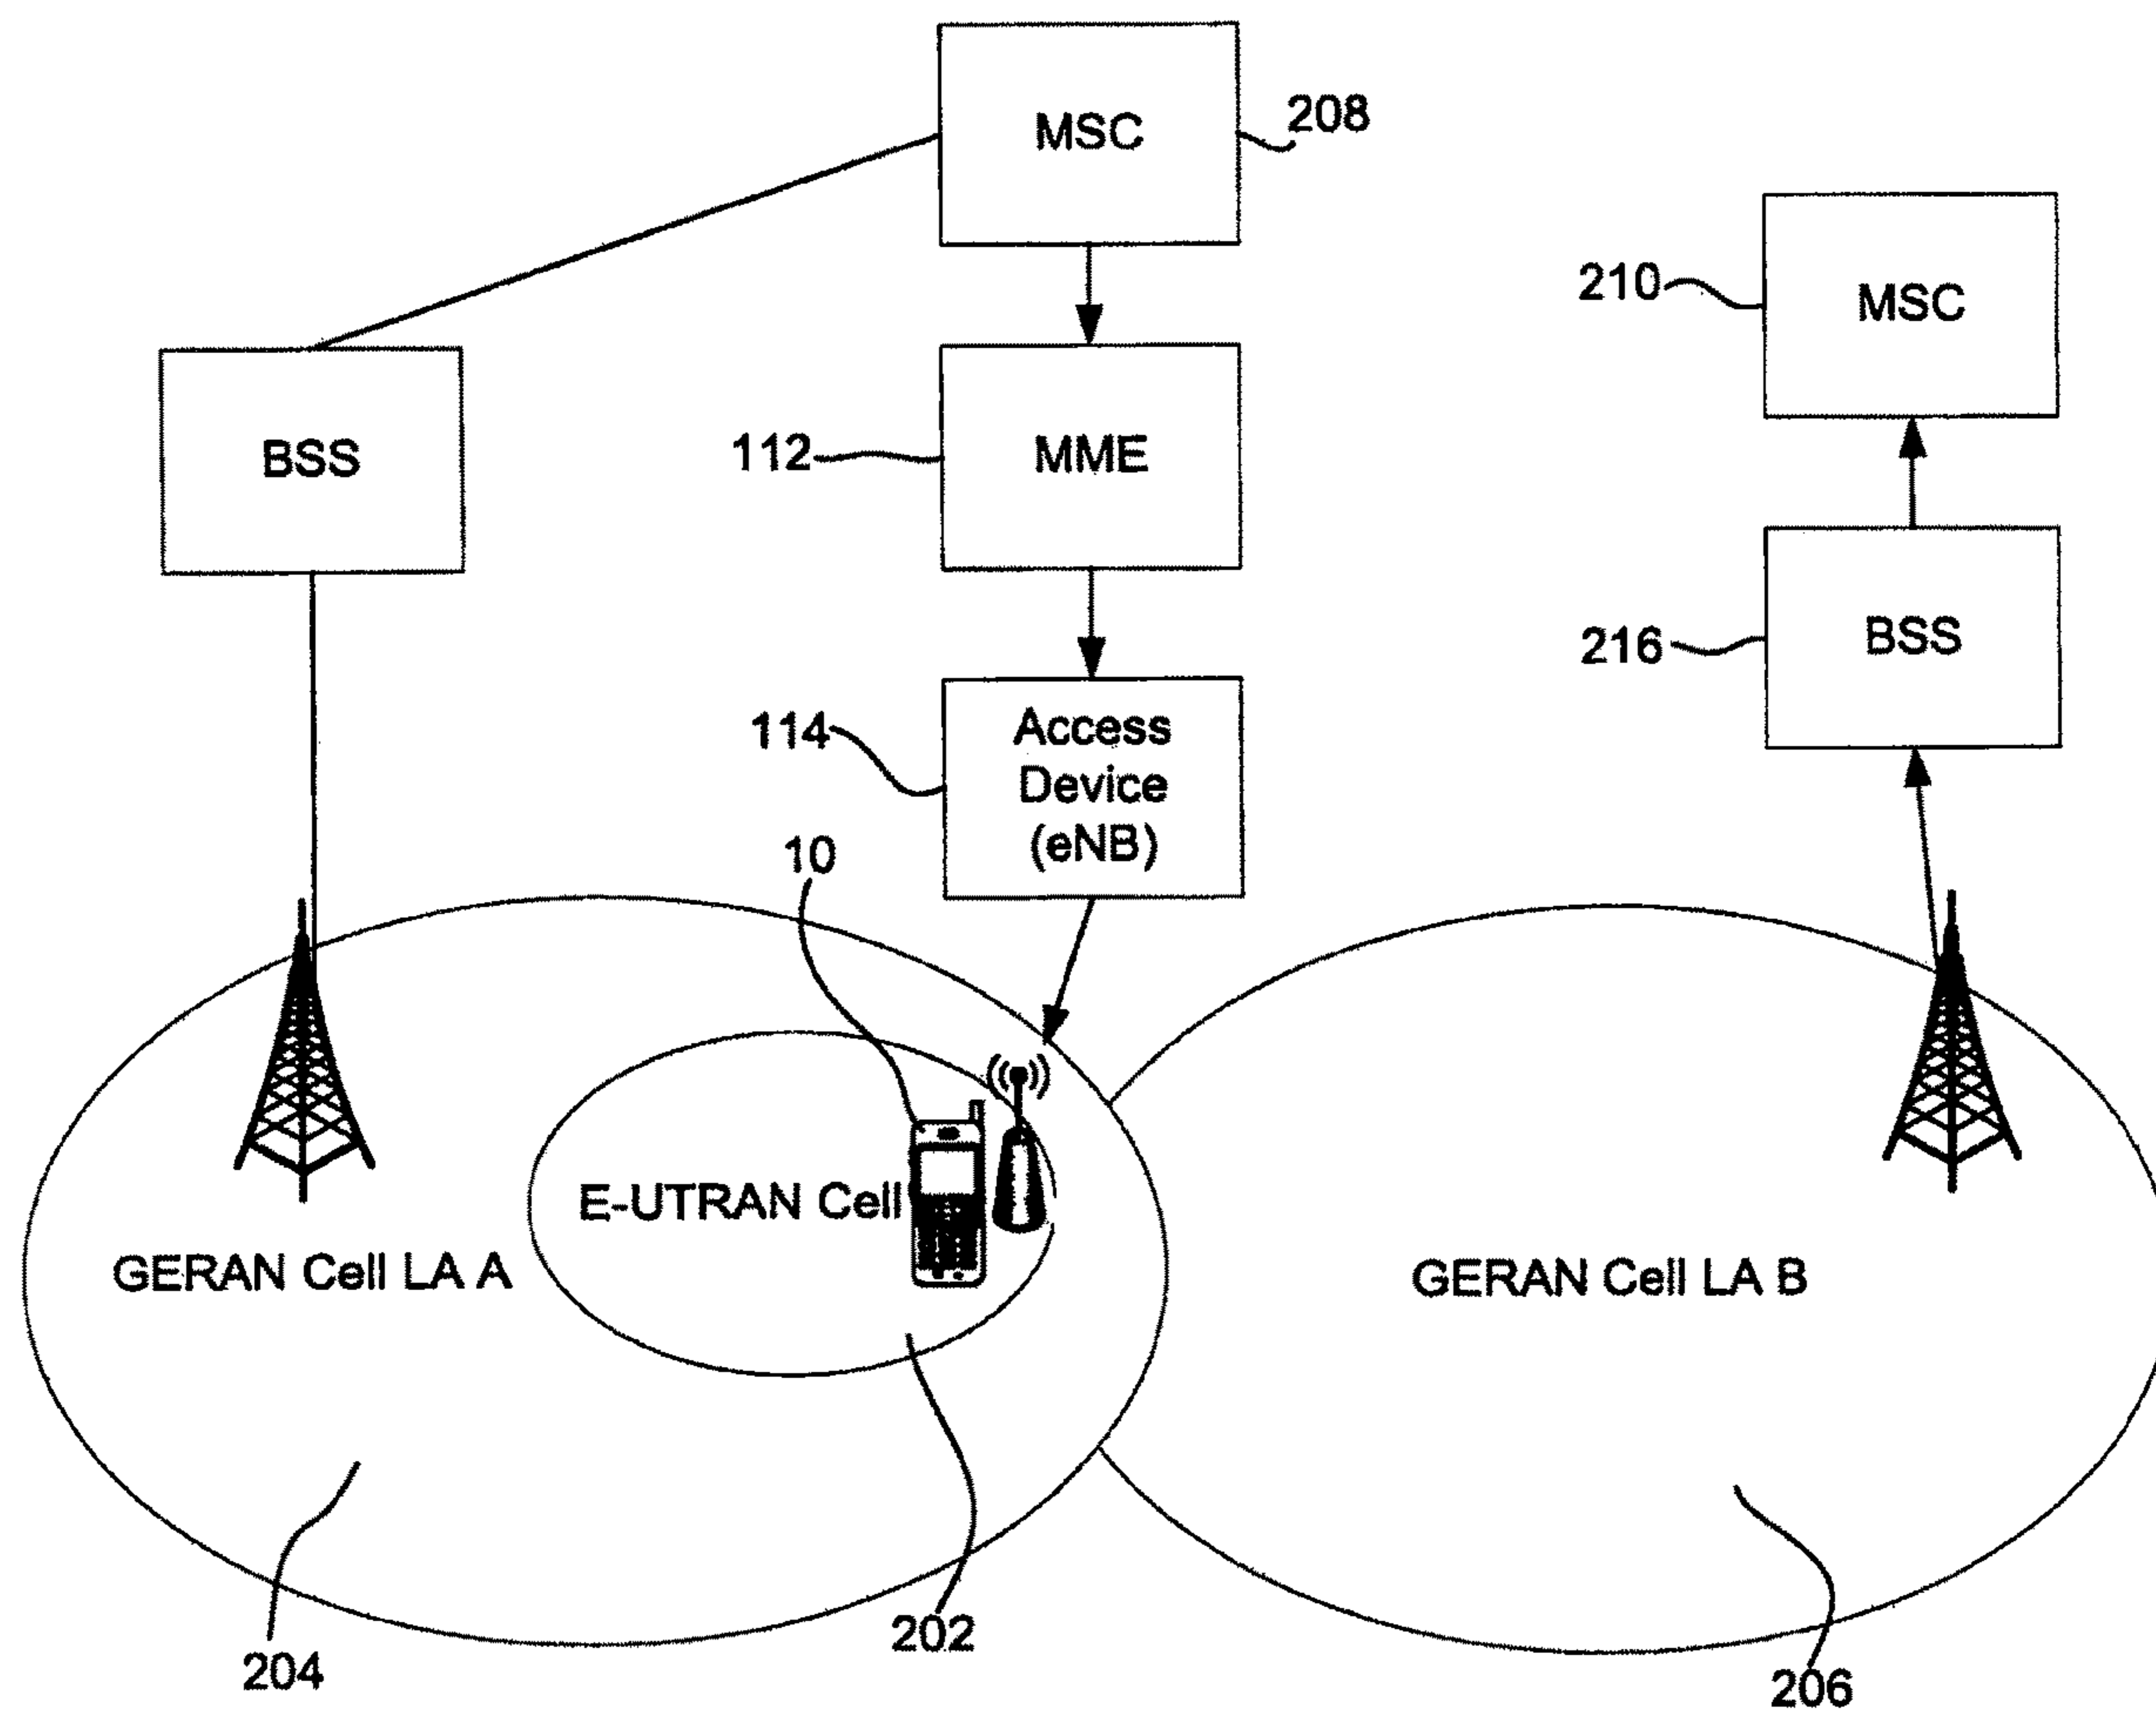 MSC
208
210
MSC
BSS
112
MME
216
BSS
114
Access
Device
(eNB)
10
E-UTRAN Cell
GERAN Cell LA A
GERAN Cell LA B
202
204
206